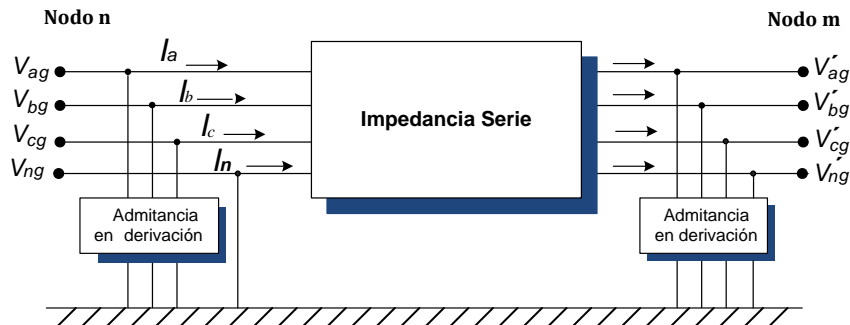 Nodo n
Nodo m
Vag
Ia
V´ag
Vbg
Ib
V´bg
Vcg
Ic
V´cg
Vng
In
V´ng
Impedancia Serie
Admitancia
en derivación
Admitancia
en derivación